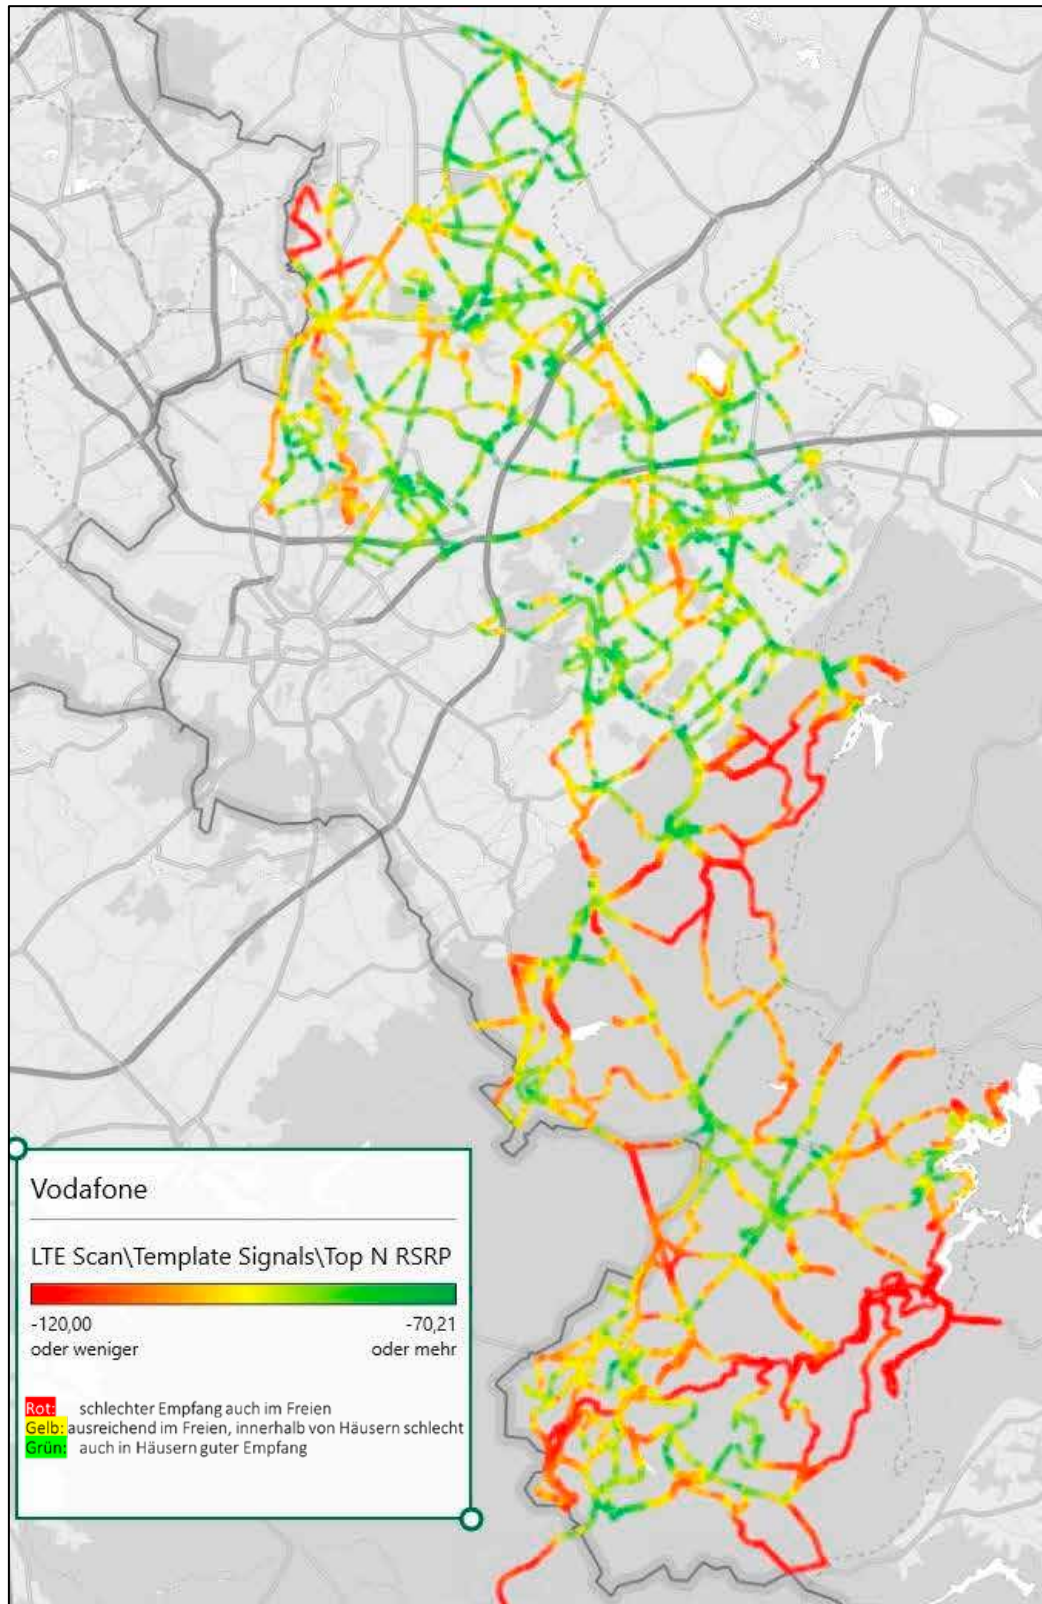 Vodafone
LTE Scan\Template Signals\Top N RSRP
-120,00 -70,21
oder weniger oder mehr
Rot: schlechter Empfang auch im Freien
Gelb: ausreichend im Freien, innerhalb von Häusern schlecht
Grün: auch in Häusern guter Empfang